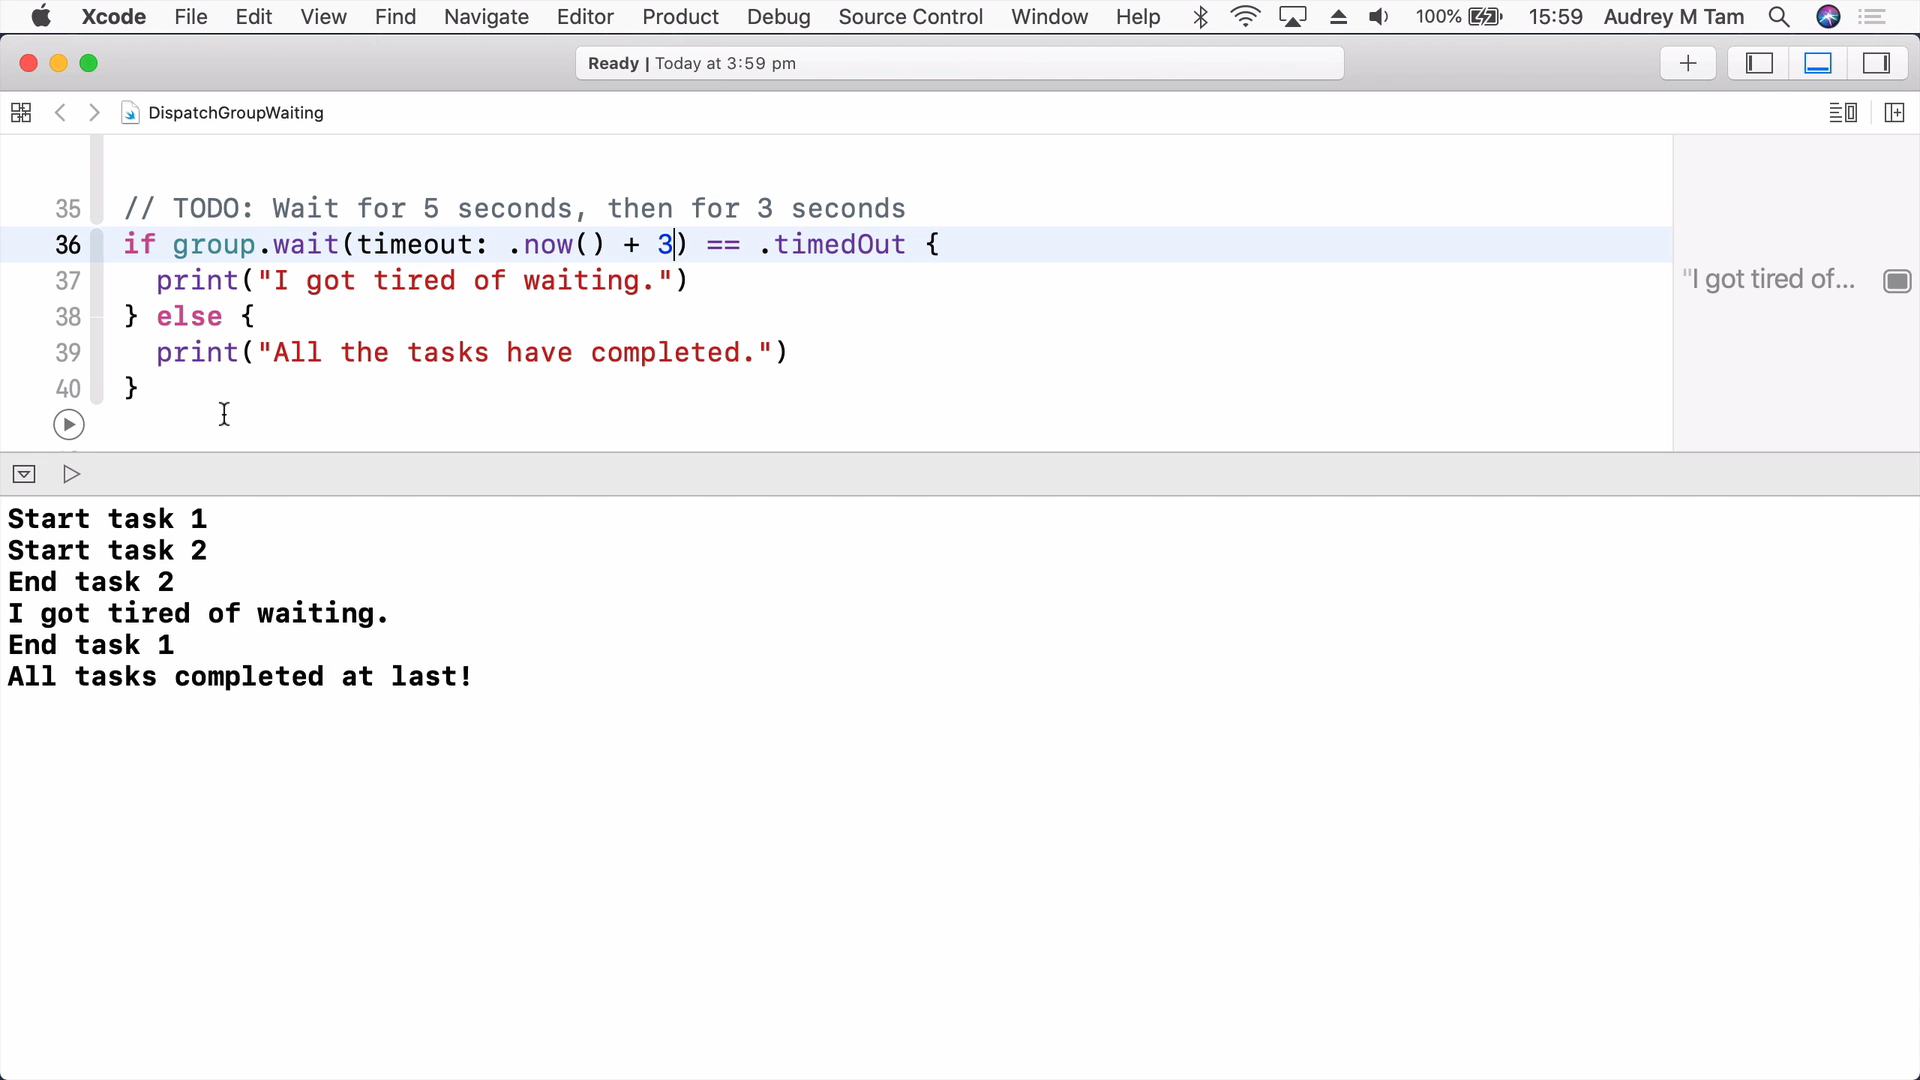 Xcode File Edit View Find Navigate Editor Product Debug Source Control Window Help 100% 15:59 Audrey M Tam
Ready | Today at 3:59 pm
DispatchGroupWaiting
35 // TODO: Wait for 5 seconds, then for 3 seconds
36 if group.wait(timeout: .now() + 3) == .timedOut {
37 print("I got tired of waiting.")
"I got tired of...
38 } else {
39 print("All the tasks have completed.")
40 }
Start task 1
Start task 2
End task 2
I got tired of waiting.
End task 1
All tasks completed at last!